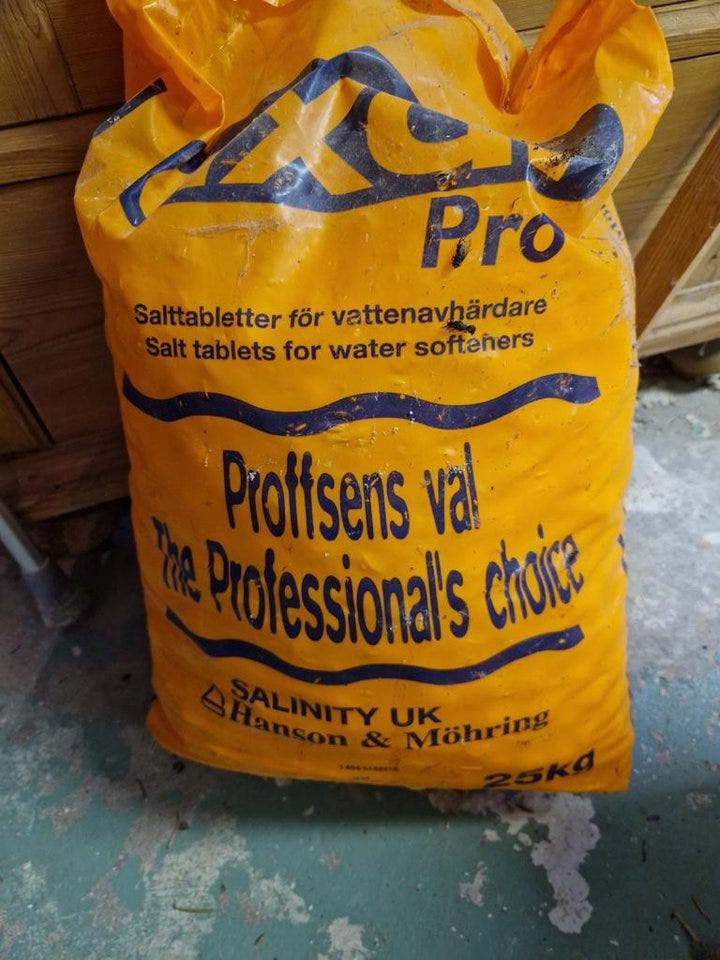 Pro
Salttabletter för vattenavhärdare
Salt tablets for water softeners
Proffsens val
The Professional's choice
SALINITY UK
Hanson & Möhring
25kg